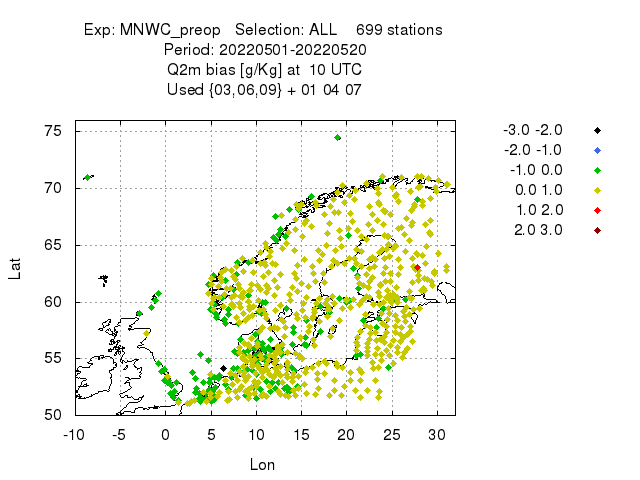 Exp: MNWC_preop   Selection: ALL    699 stations
Period: 20220501-20220520
Q2m bias [g/Kg] at  10 UTC
Used {03,06,09} + 01 04 07
-3.0 -2.0
-2.0 -1.0
-1.0 0.0
0.0 1.0
1.0 2.0
2.0 3.0
75
70
65
60
55
50
Lat
-10 -5 0 5 10 15 20 25 30
Lon